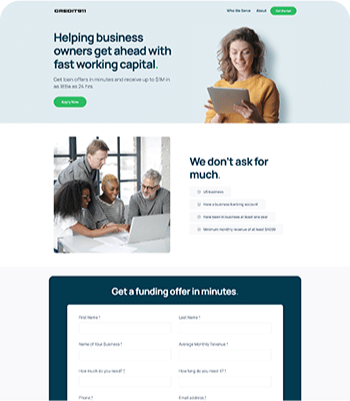 CREDIT911
Who We Serve
About
Get Started
Helping business
owners get ahead with
fast working capital.
Get loan offers in minutes and receive up to $1M in
as little as 24 hrs.
Apply Now
We don't ask for
much.
US Business
Have a business banking account
Have been in business at least one year
Minimum monthly revenue of at least
Get a funding offer in minutes.
First Name *
Last Name *
Name of Your Business *
Average Monthly Revenue *
How much do you need? *
How long do you need it? *
Phone *
Email address *